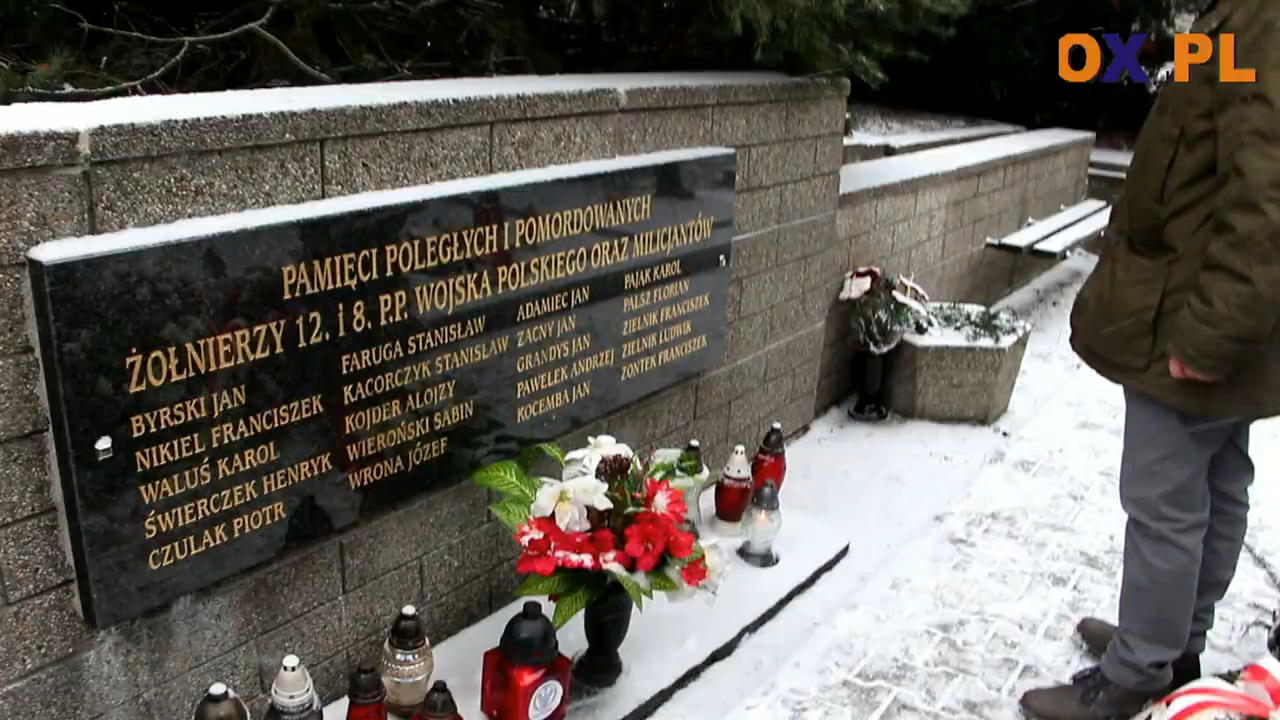 OX.PL
PAMIĘCI POLEGŁYCH I POMORDOWANYCH
ŻOŁNIERZY 12. I 8. P.P. WOJSKA POLSKIEGO ORAZ MILICJANTÓW
BYRSKI JAN
NIKIEL FRANCISZEK
WALUŚ KAROL
ŚWIERCZEK HENRYK
CZULAK PIOTR
FARUGA STANISŁAW
KACORCZYK STANISŁAW
KOJDER ALOJZY
WIEROŃSKI SABIN
WRONA JÓZEF
ADAMIEC JAN
ZACNY JAN
GRANDYS JAN
PAWEŁEK ANDRZEJ
KOCEMBA JAN
PAJĄK KAROL
PALSZ FLORIAN
ZIELNIK FRANCISZEK
ZIELNIK LUDWIK
ZONTEK FRANCISZEK